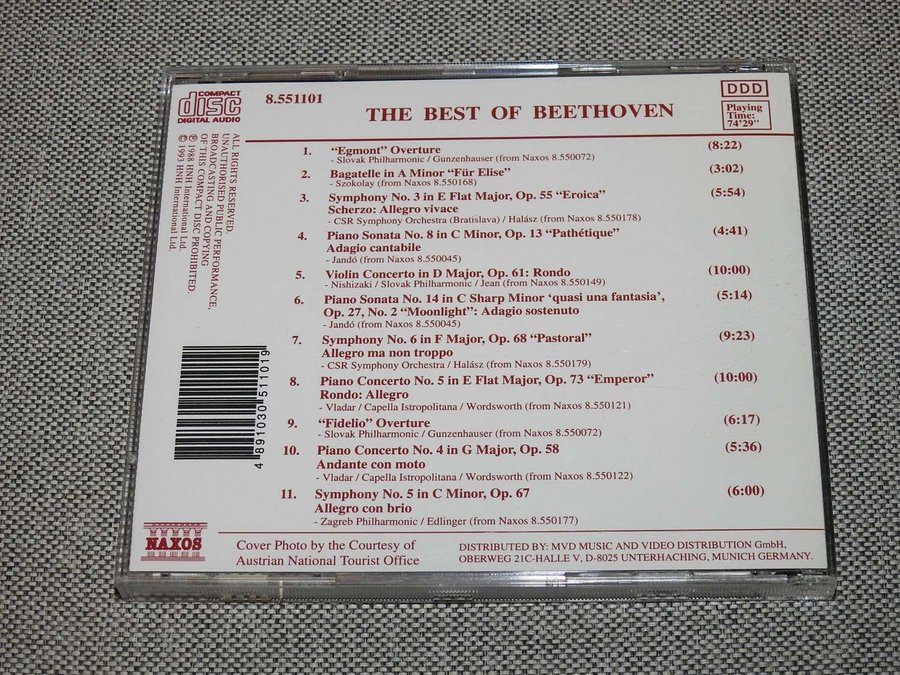 COMPACT
disc
DIGITAL AUDIO
8.551101
THE BEST OF BEETHOVEN
DDD
Playing
Time:
74'29"
ALL RIGHTS RESERVED.
UNAUTHORISED PUBLIC PERFORMANCE,
BROADCASTING AND COPYING
OF THIS COMPACT DISC PROHIBITED.
℗ 1988 HNH International Ltd.
© 1993 HNH International Ltd.
1. "Egmont" Overture (8:22)
- Slovak Philharmonic / Gunzenhauser (from Naxos 8.550072)
2. Bagatelle in A Minor "Für Elise" (3:02)
- Szokolay (from Naxos 8.550168)
3. Symphony No. 3 in E Flat Major, Op. 55 "Eroica" (5:54)
Scherzo: Allegro vivace
- CSR Symphony Orchestra (Bratislava) / Halász (from Naxos 8.550178)
4. Piano Sonata No. 8 in C Minor, Op. 13 "Pathétique" (4:41)
Adagio cantabile
- Jandó (from Naxos 8.550045)
5. Violin Concerto in D Major, Op. 61: Rondo (10:00)
- Nishizaki / Slovak Philharmonic / Jean (from Naxos 8.550149)
6. Piano Sonata No. 14 in C Sharp Minor 'quasi una fantasia', (5:14)
Op. 27, No. 2 "Moonlight": Adagio sostenuto
- Jandó (from Naxos 8.550045)
7. Symphony No. 6 in F Major, Op. 68 "Pastoral" (9:23)
Allegro ma non troppo
- CSR Symphony Orchestra / Halász (from Naxos 8.550179)
8. Piano Concerto No. 5 in E Flat Major, Op. 73 "Emperor" (10:00)
Rondo: Allegro
- Vladar / Capella Istropolitana / Wordsworth (from Naxos 8.550121)
9. "Fidelio" Overture (6:17)
- Slovak Philharmonic / Gunzenhauser (from Naxos 8.550072)
10. Piano Concerto No. 4 in G Major, Op. 58 (5:36)
Andante con moto
- Vladar / Capella Istropolitana / Wordsworth (from Naxos 8.550122)
11. Symphony No. 5 in C Minor, Op. 67 (6:00)
Allegro con brio
- Zagreb Philharmonic / Edlinger (from Naxos 8.550177)
4 891030 511019
NAXOS
Cover Photo by the Courtesy of
Austrian National Tourist Office
DISTRIBUTED BY: MVD MUSIC AND VIDEO DISTRIBUTION GmbH,
OBERWEG 21C-HALLE V, D-8025 UNTERHACHING, MUNICH GERMANY.